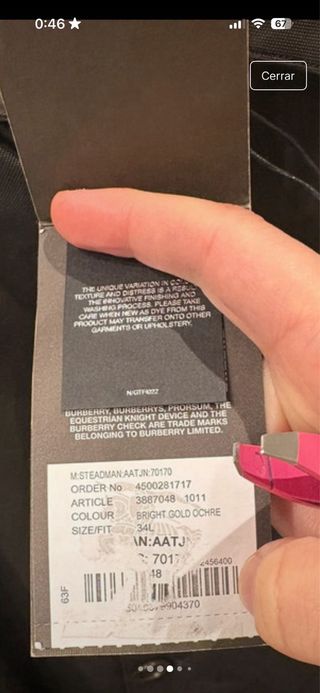 0:46
67
Cerrar
THE UNIQUE VARIATION IN
TEXTURE AND DISTRESS IS A
THE INNOVATIVE FINISHING AND
WASHING PROCESS. PLEASE TAKE
CARE WHEN NEW AS DYE FROM THIS
PRODUCT MAY TRANSFER ONTO OTHER
GARMENTS OR UPHOLSTERY.
BURBERRY, BURBERRYS, PRORSUM, THE
EQUESTRIAN KNIGHT DEVICE AND THE
BURBERRY CHECK ARE TRADE MARKS
BELONGING TO BURBERRY LIMITED.
M:STEADMAN:AATJN:70170
ORDER No 4500281717
ARTICLE 3887048 1011
COLOUR BRIGHT GOLD OCHRE
SIZE/FIT 34L
AN:AATJ
2456400
48
63F